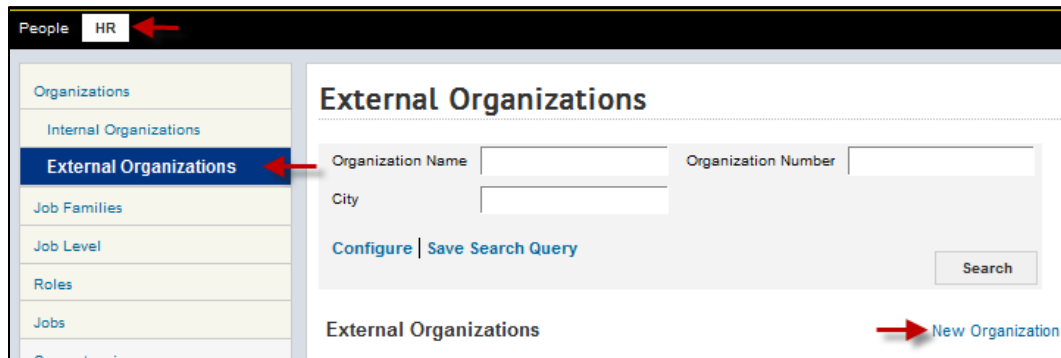 People HR
Organizations
Internal Organizations
External Organizations
Job Families
Job Level
Roles
Jobs
External Organizations
Organization Name Organization Number
City
Configure | Save Search Query
Search
External Organizations New Organization